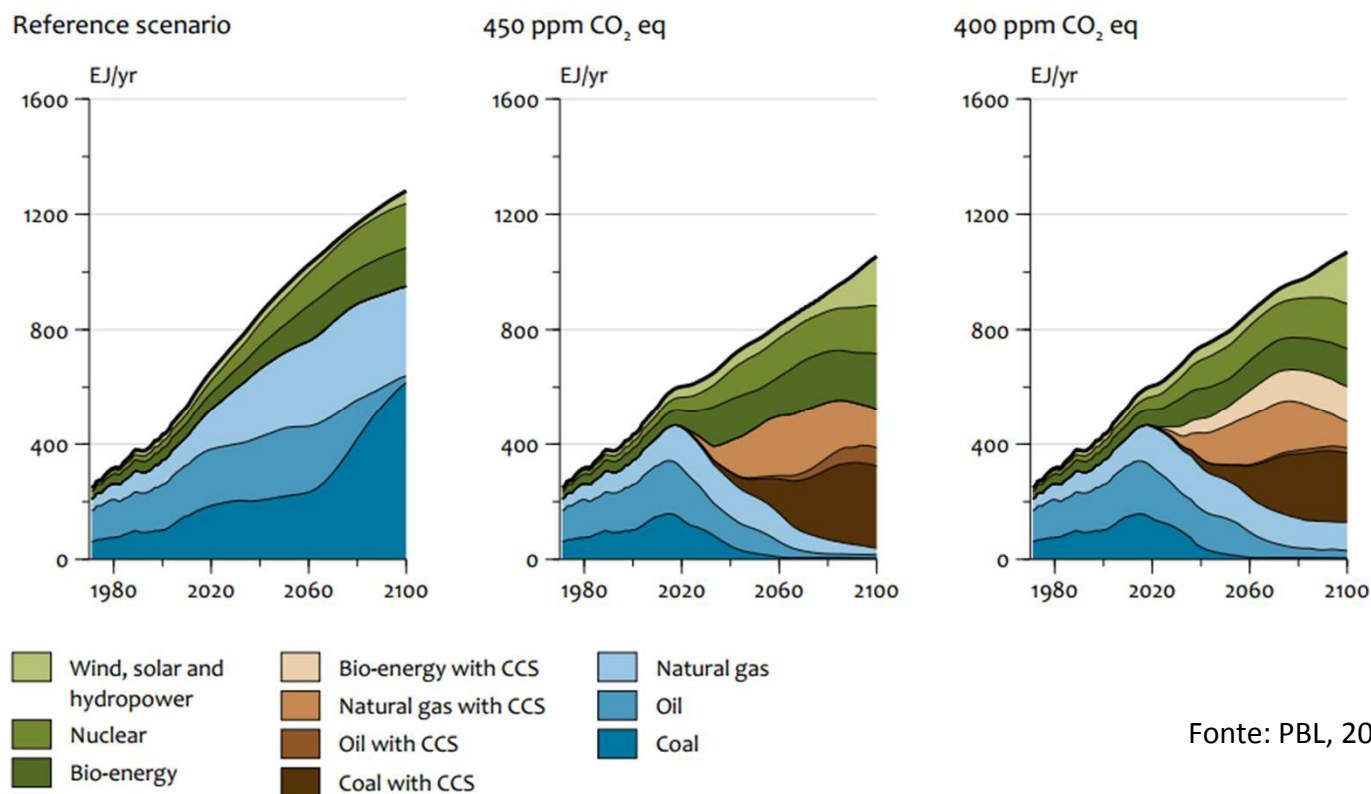 Reference scenario
450 ppm CO₂ eq
400 ppm CO₂ eq
EJ/yr
EJ/yr
EJ/yr
1600
1200
800
400
0
1980 2020 2060 2100
1600
1200
800
400
0
1980 2020 2060 2100
1600
1200
800
400
0
1980 2020 2060 2100
Wind, solar and
hydropower
Nuclear
Bio-energy
Bio-energy with CCS
Natural gas with CCS
Oil with CCS
Coal with CCS
Natural gas
Oil
Coal
Fonte: PBL, 20